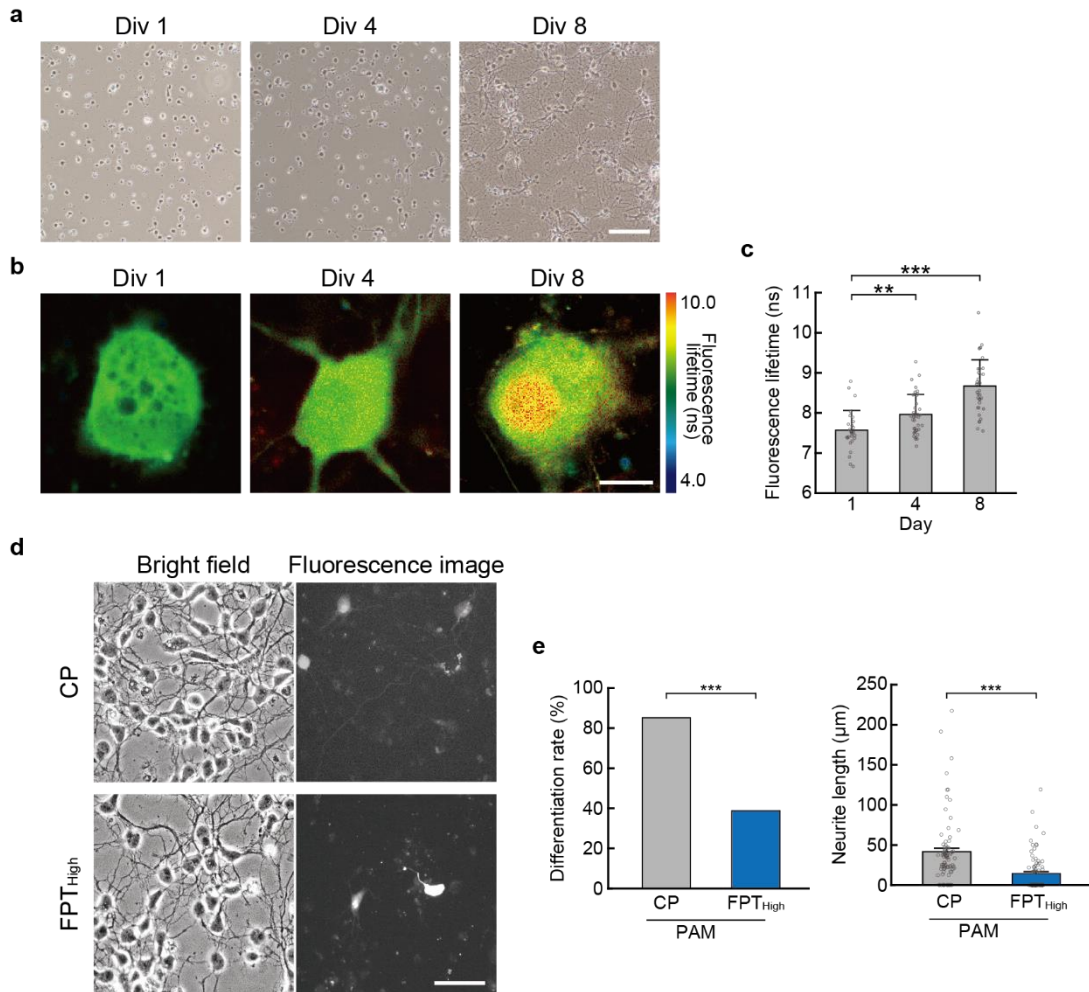 a
Div 1
Div 4
Div 8
b
Div 1
Div 4
Div 8
10.0
Fluorescence
lifetime (ns)
4.0
c
***
**
Fluorescence lifetime (ns)
11
10
9
8
7
6
1
4
8
Day
d
Bright field
Fluorescence image
CP
FPTHigh
e
***
Differentiation rate (%)
100
80
60
40
20
0
CP
FPTHigh
PAM
***
Neurite length (μm)
250
200
150
100
50
0
CP
FPTHigh
PAM